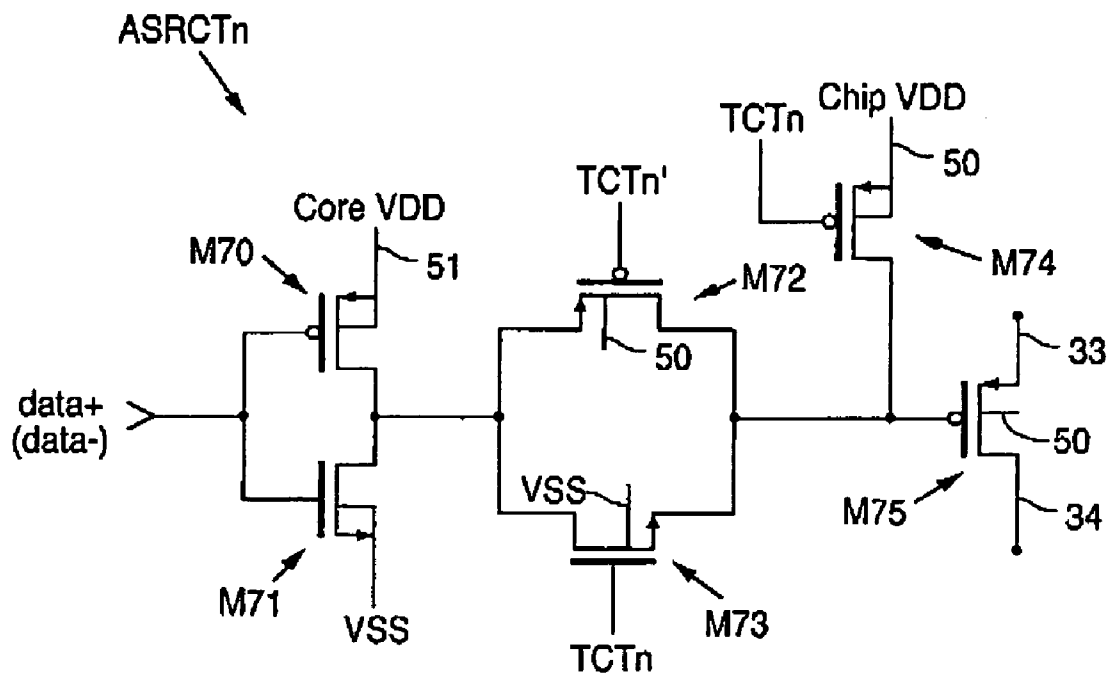 ASRCTn
Chip VDD
TCTn
50
TCTn'
Core VDD
M70
51
M72
M74
50
33
data+
(data-)
50
VSS
M75
34
M71
M73
VSS
TCTn